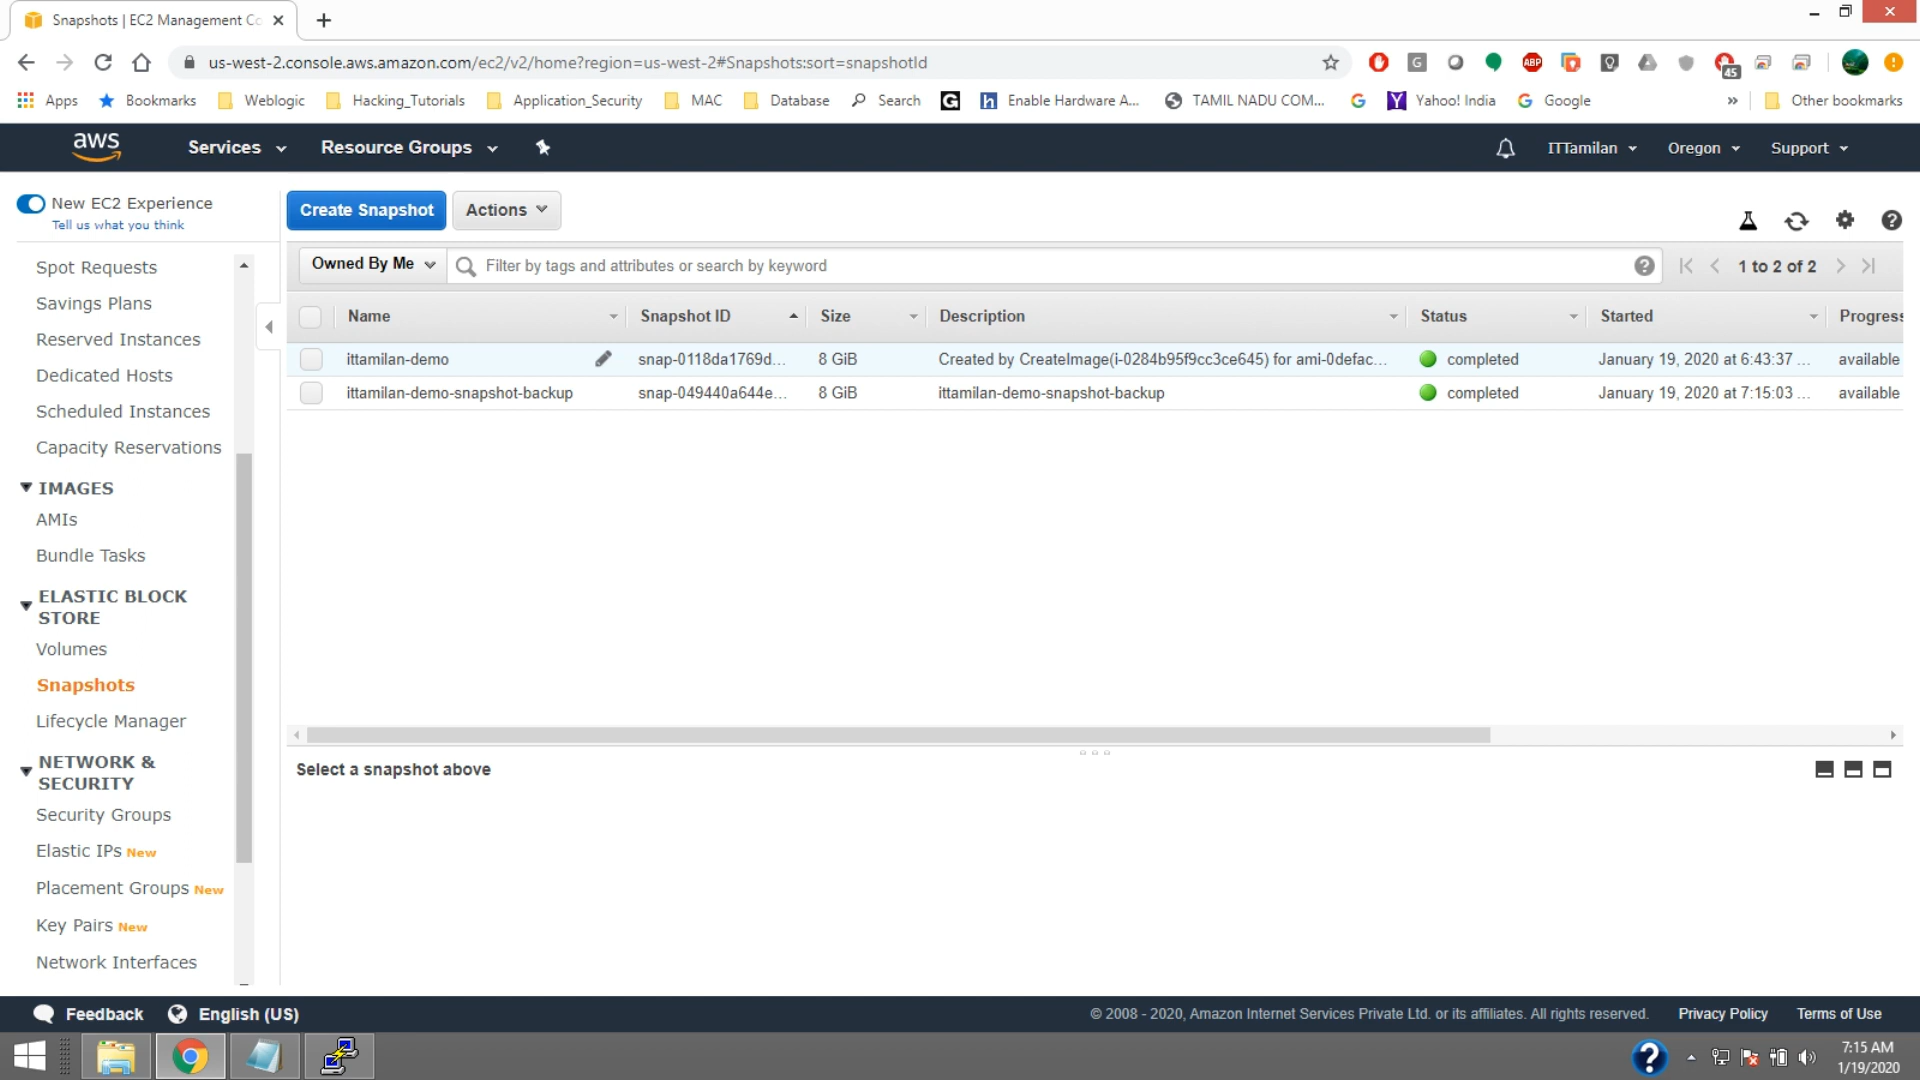 Snapshots | EC2 Management Co
us-west-2.console.aws.amazon.com/ec2/v2/home?region=us-west-2#Snapshots:sort=snapshotId
G
ABP
45
Apps Bookmarks Weblogic Hacking_Tutorials Application_Security MAC Database Search G h Enable Hardware A... TAMIL NADU COM... G Y Yahoo! India G Google » Other bookmarks
aws Services Resource Groups ITTamilan Oregon Support
New EC2 Experience
Tell us what you think
Spot Requests
Savings Plans
Reserved Instances
Dedicated Hosts
Scheduled Instances
Capacity Reservations
IMAGES
AMIs
Bundle Tasks
ELASTIC BLOCK
STORE
Volumes
Snapshots
Lifecycle Manager
NETWORK &
SECURITY
Security Groups
Elastic IPs New
Placement Groups New
Key Pairs New
Network Interfaces
Create Snapshot Actions
Owned By Me Filter by tags and attributes or search by keyword 1 to 2 of 2
Name Snapshot ID Size Description Status Started Progress
ittamilan-demo snap-0118da1769d... 8 GiB Created by CreateImage(i-0284b95f9cc3ce645) for ami-0defac... completed January 19, 2020 at 6:43:37 ... available
ittamilan-demo-snapshot-backup snap-049440a644e... 8 GiB ittamilan-demo-snapshot-backup completed January 19, 2020 at 7:15:03 ... available
Select a snapshot above
Feedback English (US) © 2008 - 2020, Amazon Internet Services Private Ltd. or its affiliates. All rights reserved. Privacy Policy Terms of Use
7:15 AM
1/19/2020